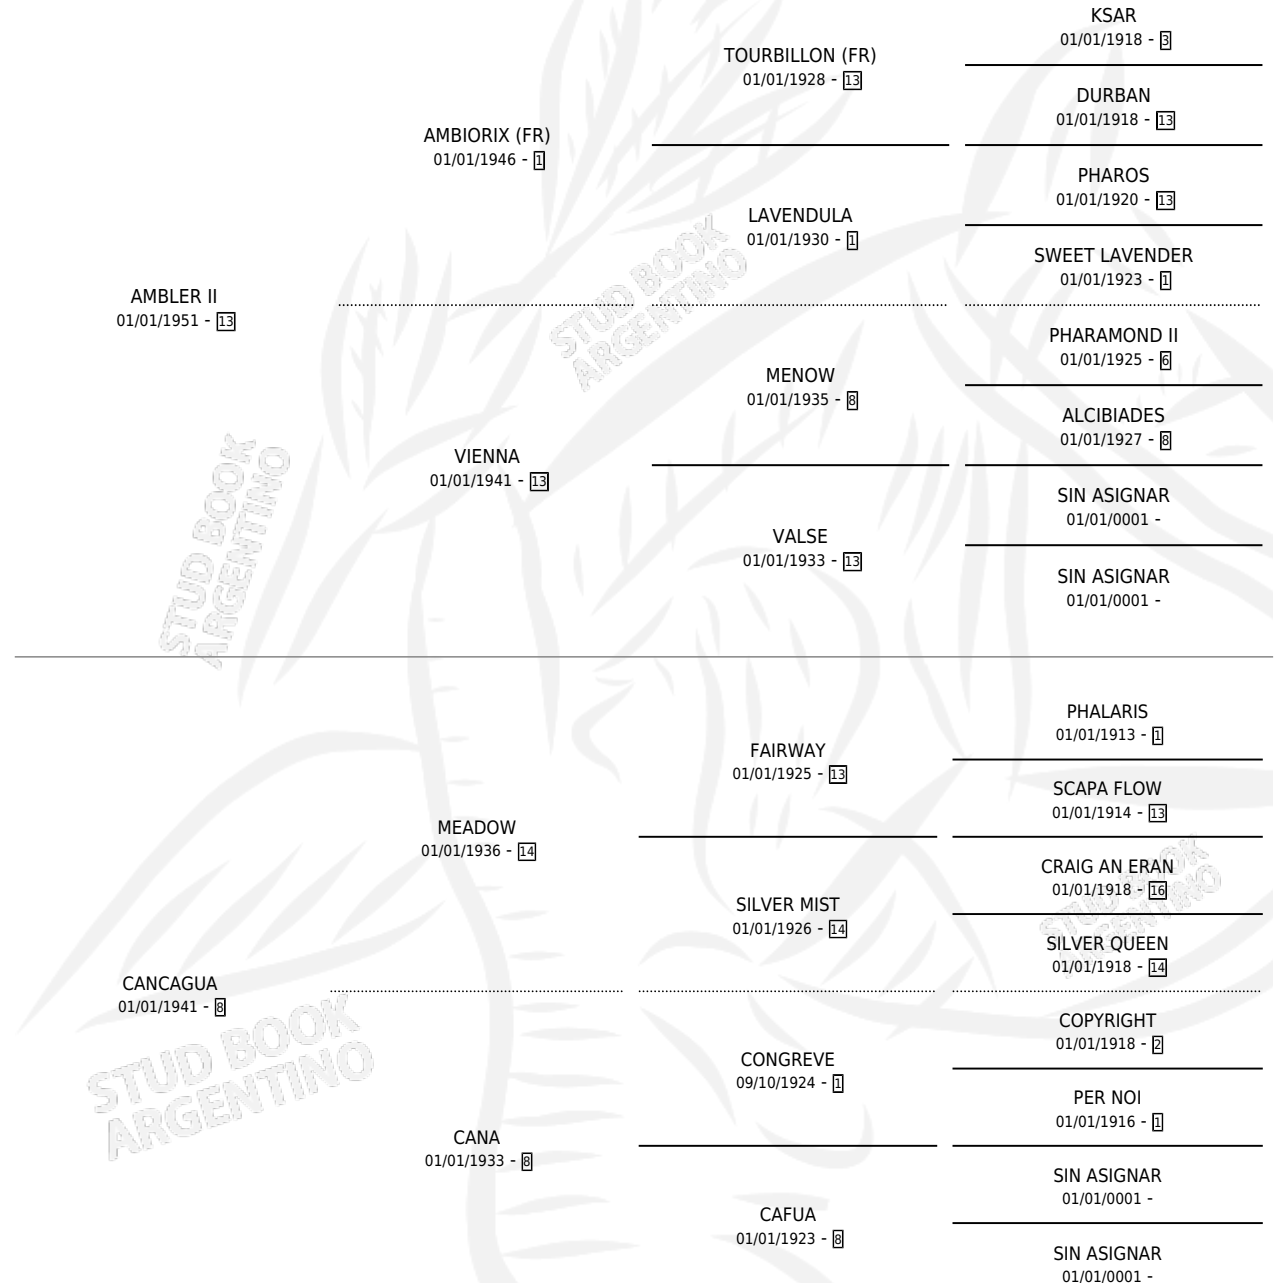 KSAR
01/01/1918 - 3
TOURBILLON (FR)
01/01/1928 - 13
DURBAN
01/01/1918 - 13
AMBIORIX (FR)
01/01/1946 - 1
PHAROS
01/01/1920 - 13
LAVENDULA
01/01/1930 - 1
SWEET LAVENDER
01/01/1923 - 1
STUD BOOK
ARGENTINO
AMBLER II
01/01/1951 - 13
PHARAMOND II
01/01/1925 - 6
MENOW
01/01/1935 - 8
ALCIBIADES
01/01/1927 - 8
VIENNA
01/01/1941 - 13
SIN ASIGNAR
01/01/0001 -
VALSE
01/01/1933 - 13
SIN ASIGNAR
01/01/0001 -
STUD BOOK
ARGENTINO
PHALARIS
01/01/1913 - 1
FAIRWAY
01/01/1925 - 13
SCAPA FLOW
01/01/1914 - 13
MEADOW
01/01/1936 - 14
CRAIG AN ERAN
01/01/1918 - 16
SILVER MIST
01/01/1926 - 14
STUD BOOK
ARGENTINO
SILVER QUEEN
01/01/1918 - 14
CANCAGUA
01/01/1941 - 8
COPYRIGHT
01/01/1918 - 2
CONGREVE
09/10/1924 - 1
STUD BOOK
ARGENTINO
PER NOI
01/01/1916 - 1
CANA
01/01/1933 - 8
SIN ASIGNAR
01/01/0001 -
CAFUA
01/01/1923 - 8
SIN ASIGNAR
01/01/0001 -